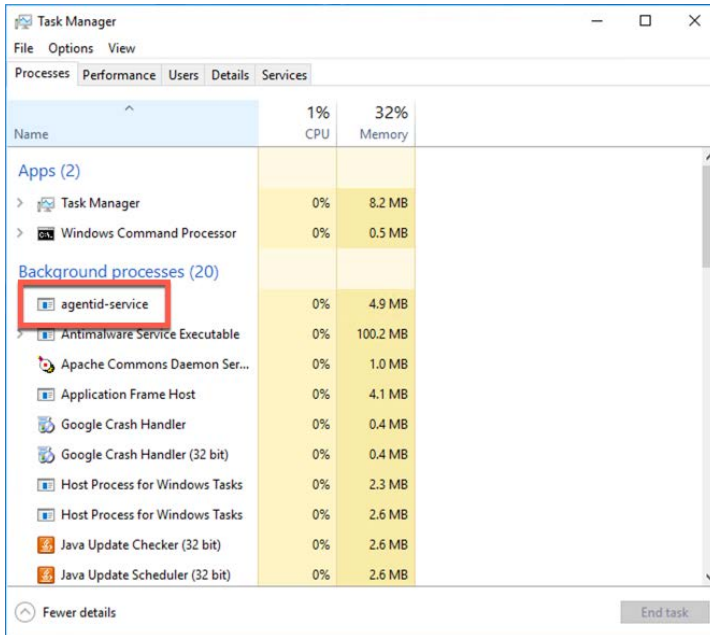 Task Manager
File Options View
Processes Performance Users Details Services
1% 32%
Name CPU Memory
Apps (2)
Task Manager 0% 8.2 MB
Windows Command Processor 0% 0.5 MB
Background processes (20)
agentid-service 0% 4.9 MB
Antimalware Service Executable 0% 100.2 MB
Apache Commons Daemon Ser... 0% 1.0 MB
Application Frame Host 0% 4.1 MB
Google Crash Handler 0% 0.4 MB
Google Crash Handler (32 bit) 0% 0.4 MB
Host Process for Windows Tasks 0% 2.3 MB
Host Process for Windows Tasks 0% 2.6 MB
Java Update Checker (32 bit) 0% 2.6 MB
Java Update Scheduler (32 bit) 0% 2.6 MB
Fewer details End task